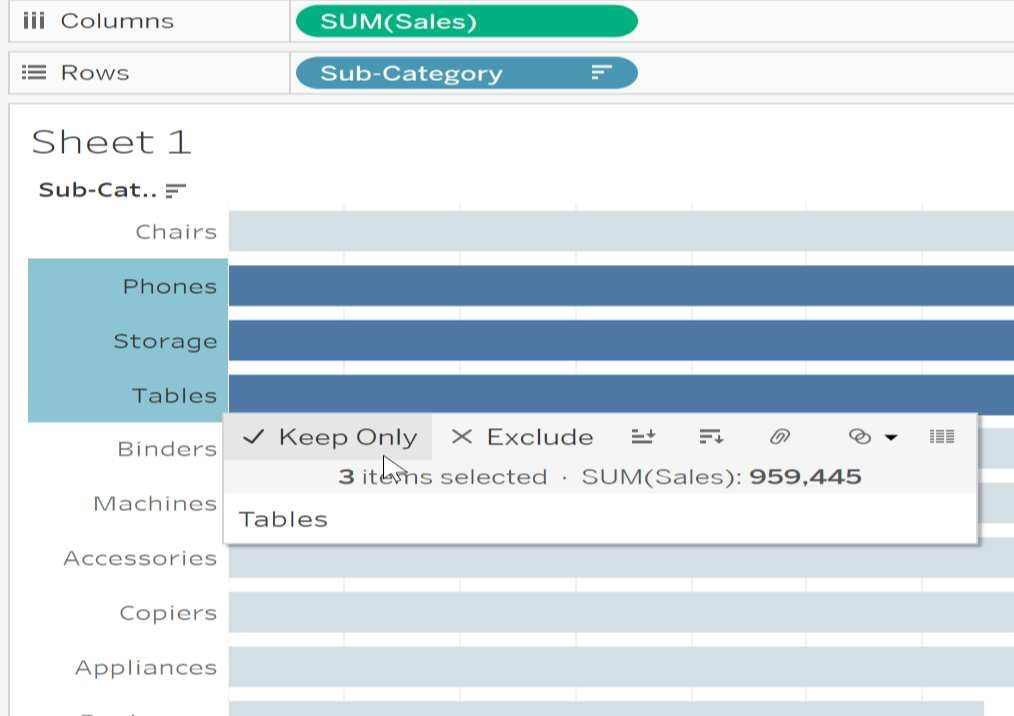 Columns SUM(Sales)
Rows Sub-Category
Sheet 1
Sub-Cat..
Chairs
Phones
Storage
Tables
Binders
Machines
Accessories
Copiers
Appliances
Keep Only Exclude
3 items selected · SUM(Sales): 959,445
Tables